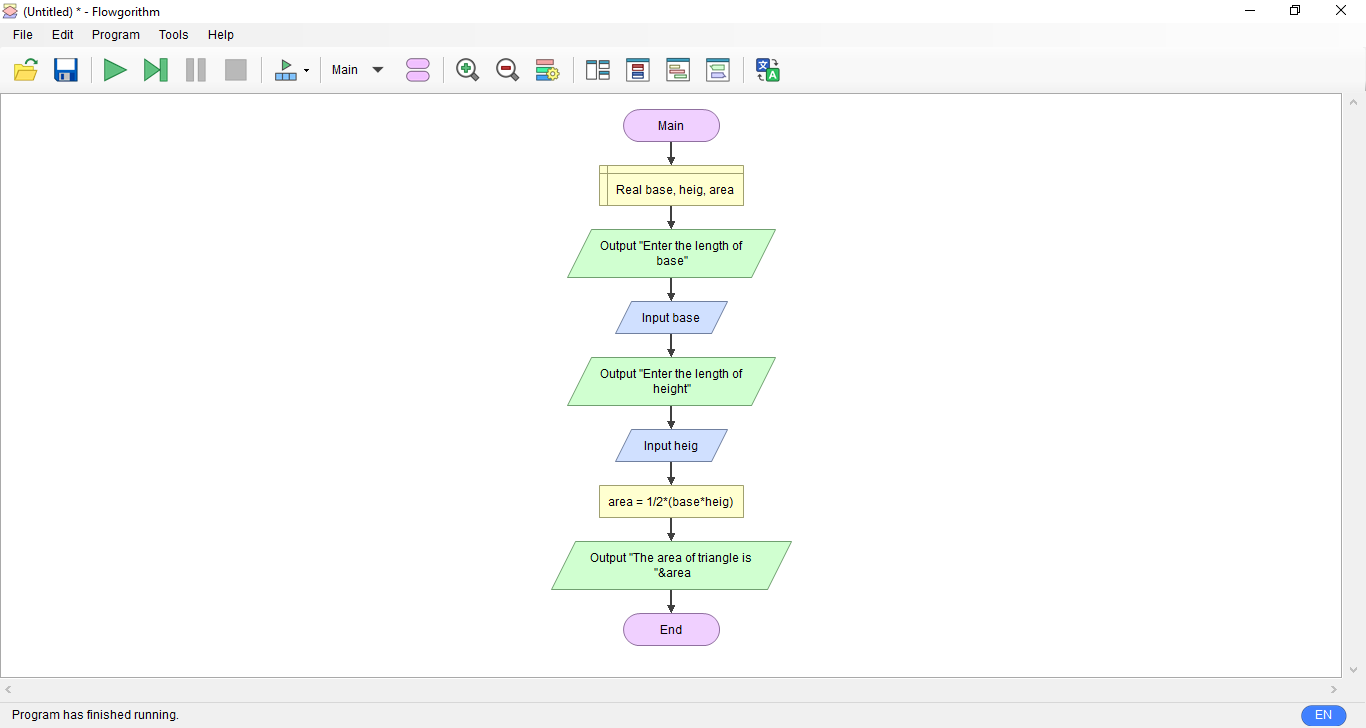 (Untitled) * - Flowgorithm
File Edit Program Tools Help
Main
Main
Real base, heig, area
Output "Enter the length of
base"
Input base
Output "Enter the length of
height"
Input heig
area = 1/2*(base*heig)
Output "The area of triangle is
"&area
End
Program has finished running.
EN